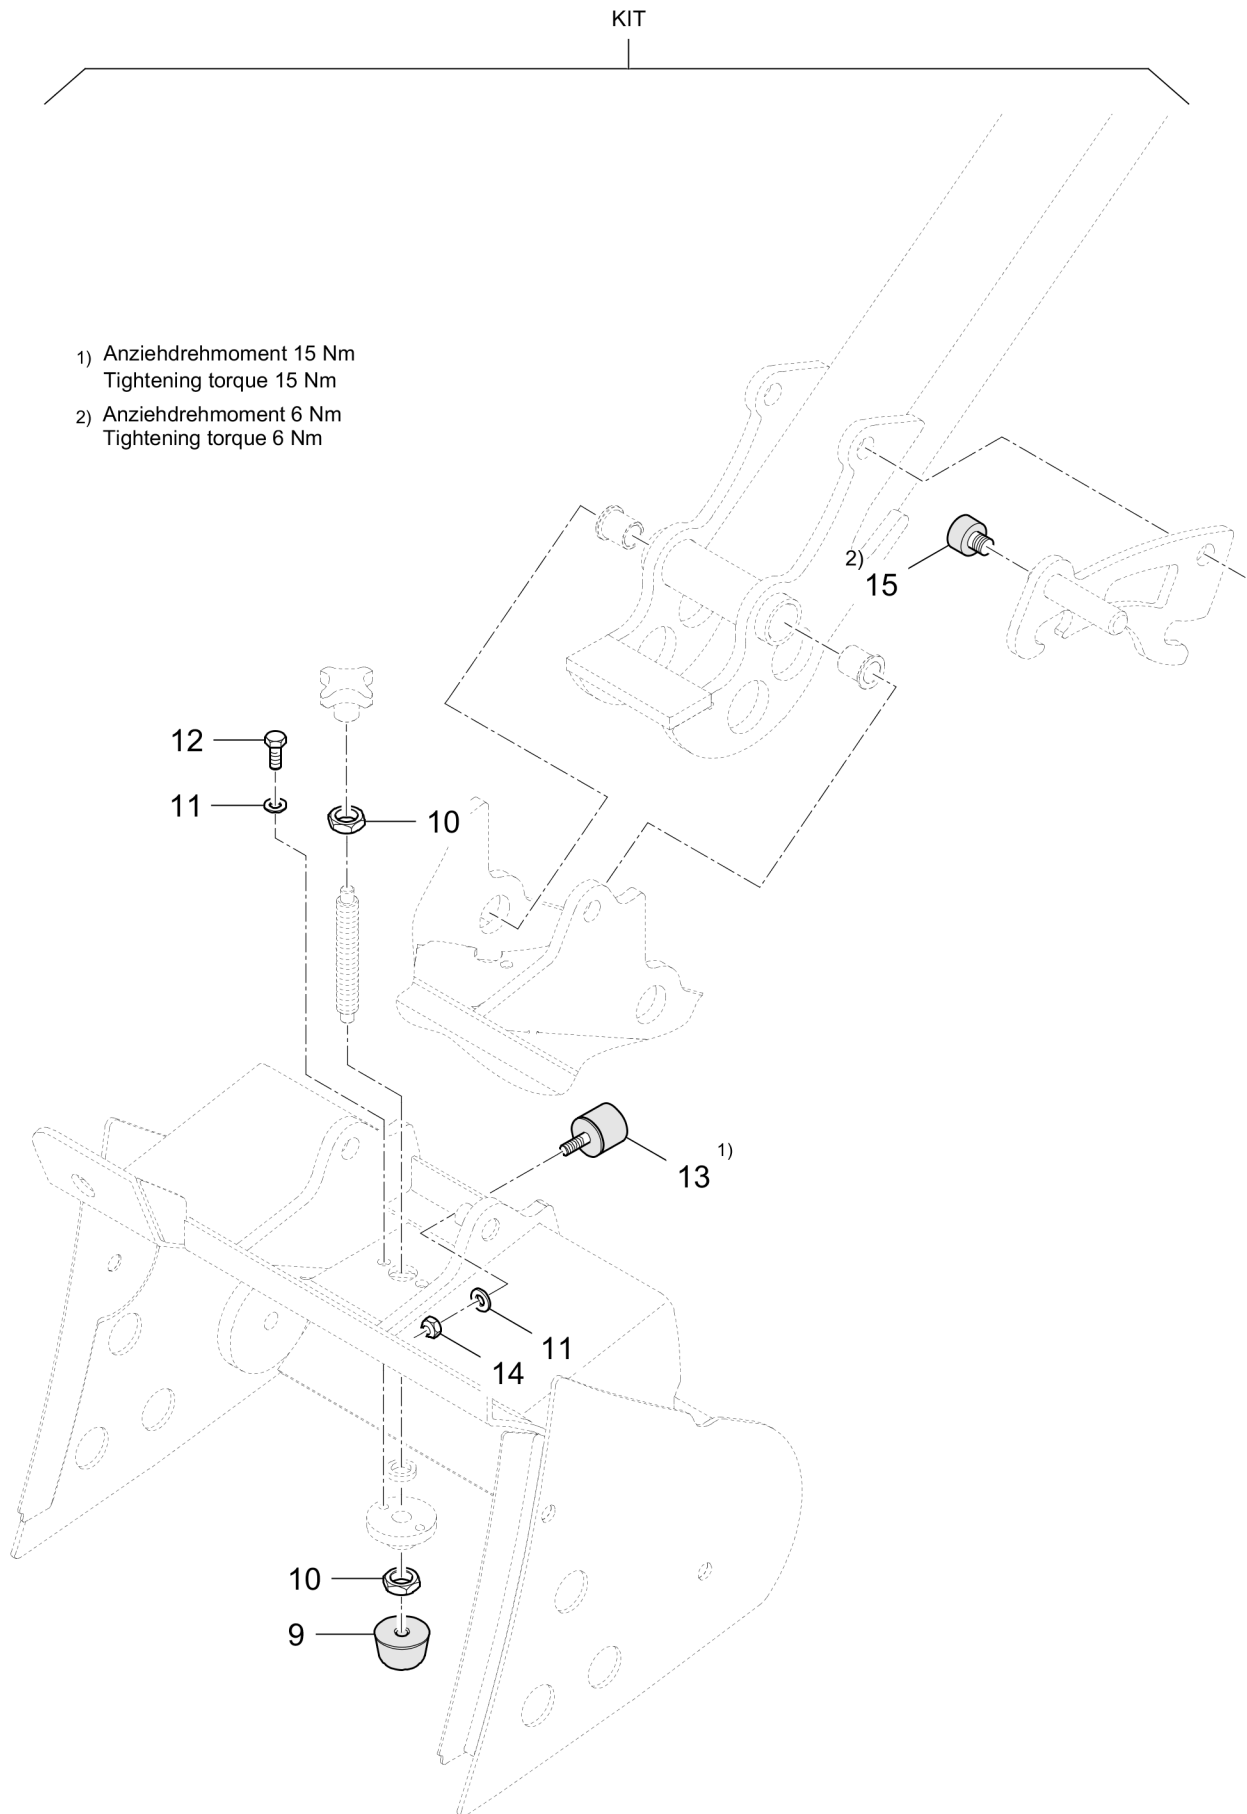 KIT
1) Anziehdrehmoment 15 Nm
Tightening torque 15 Nm
2) Anziehdrehmoment 6 Nm
Tightening torque 6 Nm
2)
15
12
11
10
13 1)
11
14
10
9